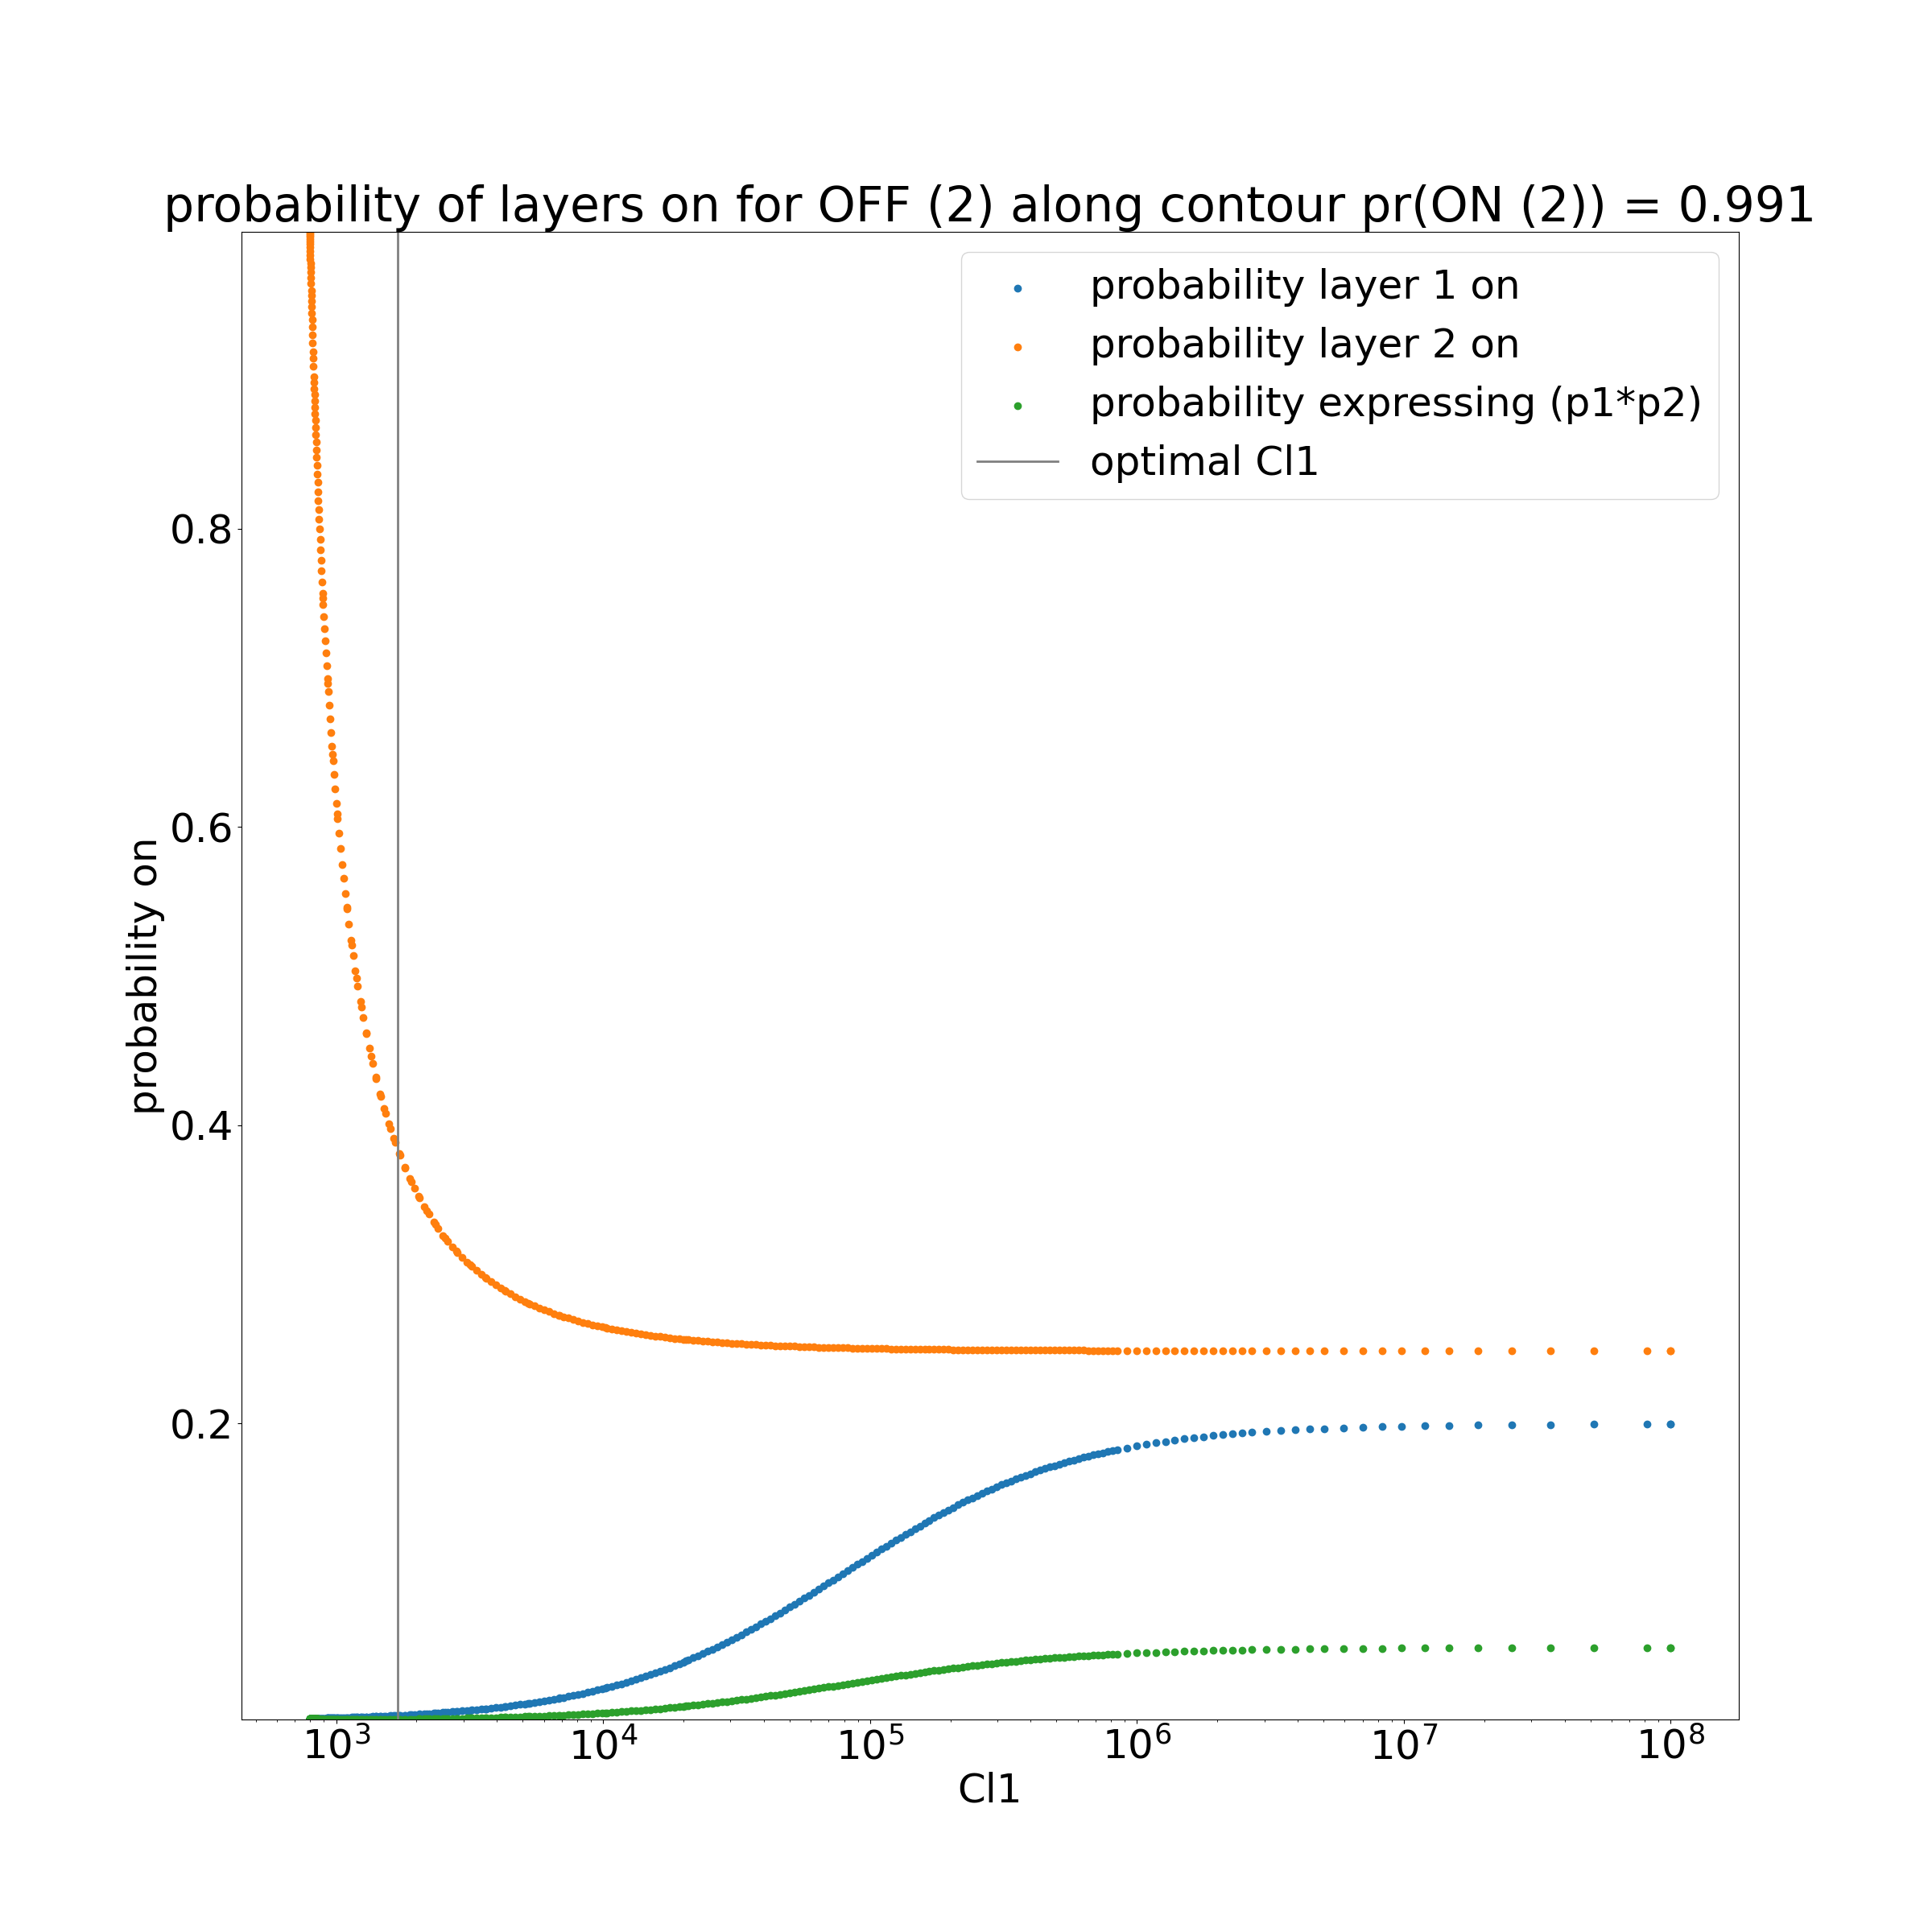 probability of layers on for OFF (2) along contour pr(ON (2)) = 0.991
probability layer 1 on
probability layer 2 on
probability expressing (p1*p2)
optimal Cl1
probability on
0.8
0.6
0.4
0.2
10³ 10⁴ 10⁵ 10⁶ 10⁷ 10⁸
Cl1